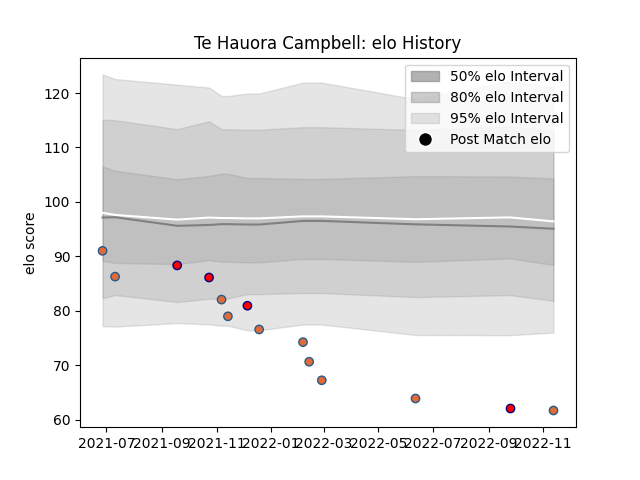 Te Hauora Campbell: elo History
50% elo Interval
80% elo Interval
95% elo Interval
Post Match elo
elo score
120
110
100
90
80
70
60
2021-07 2021-09 2021-11 2022-01 2022-03 2022-05 2022-07 2022-09 2022-11